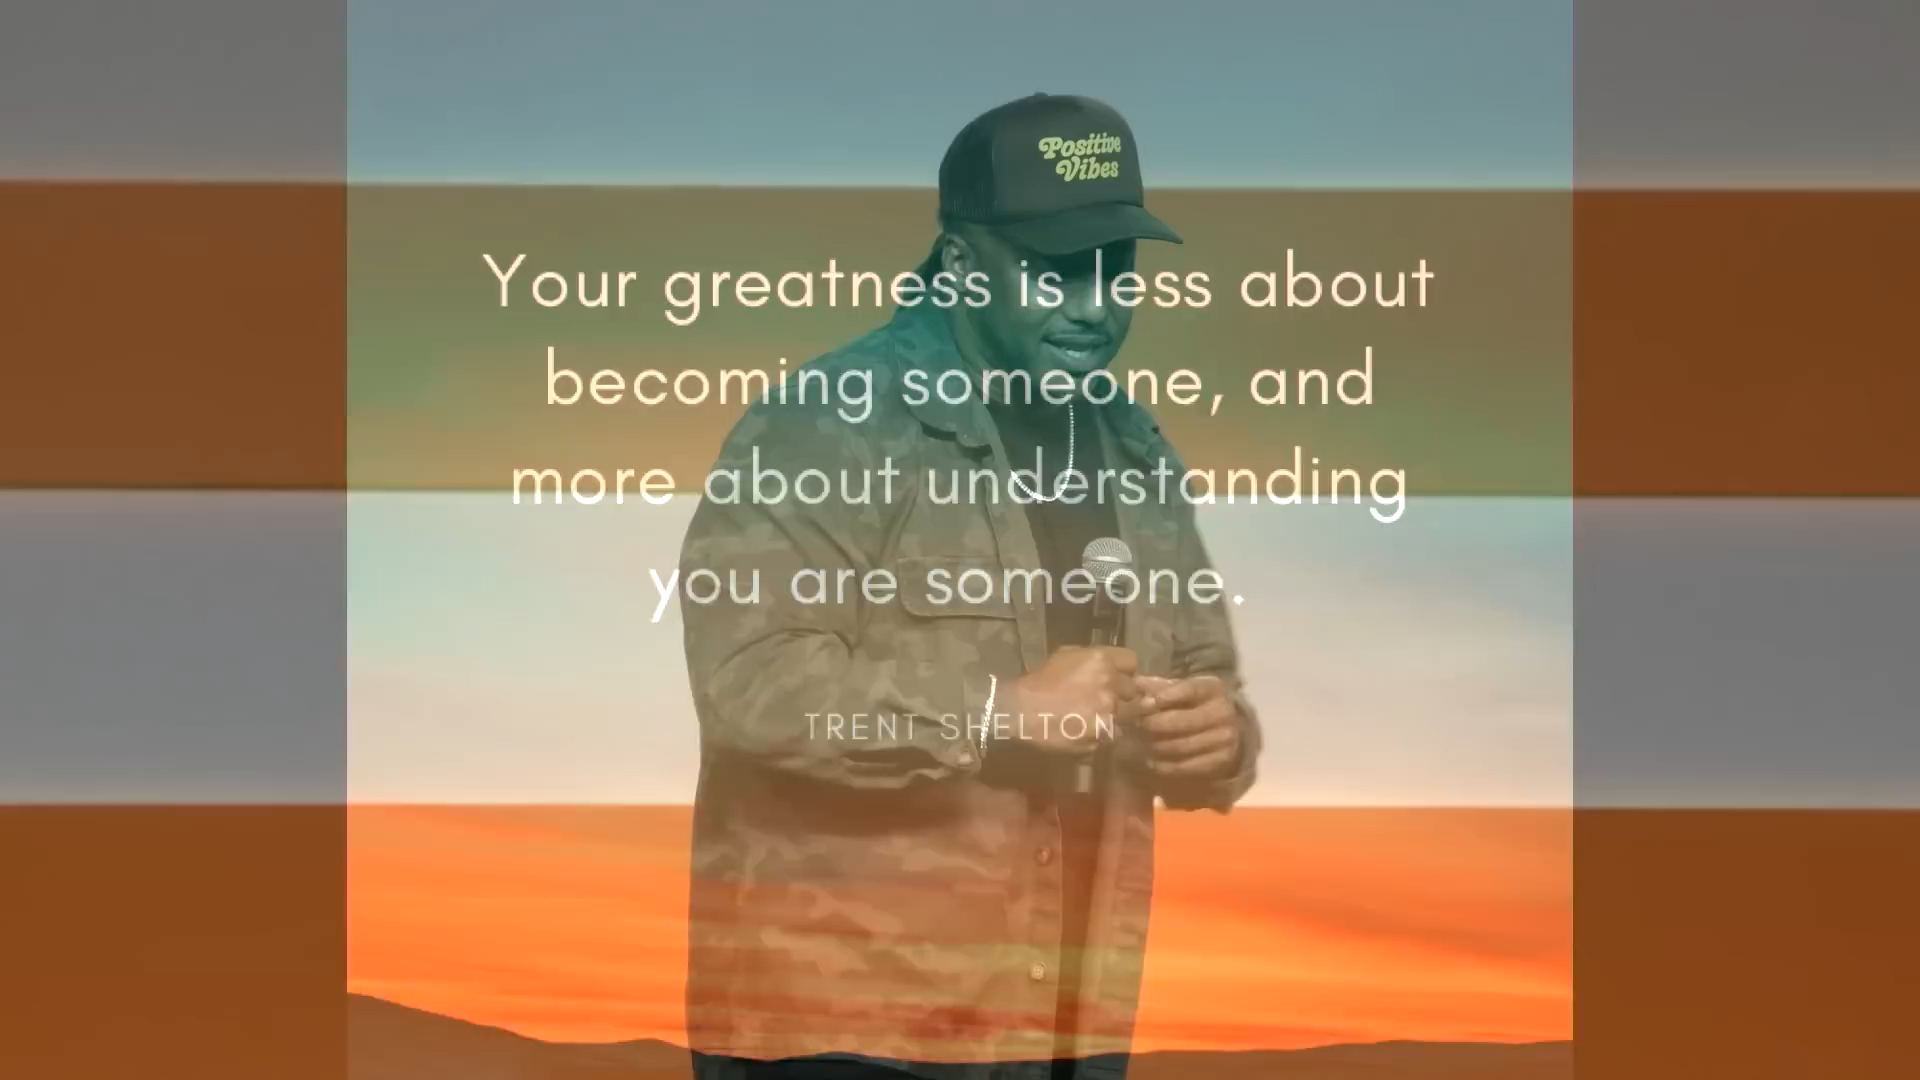 Positive
Vibes
Your greatness is less about
becoming someone, and
more about understanding
you are someone.
TRENT SHELTON